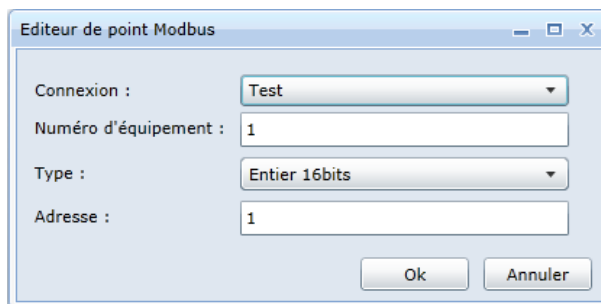 Editeur de point Modbus
Connexion : Test
Numéro d'équipement : 1
Type : Entier 16bits
Adresse : 1
Ok Annuler